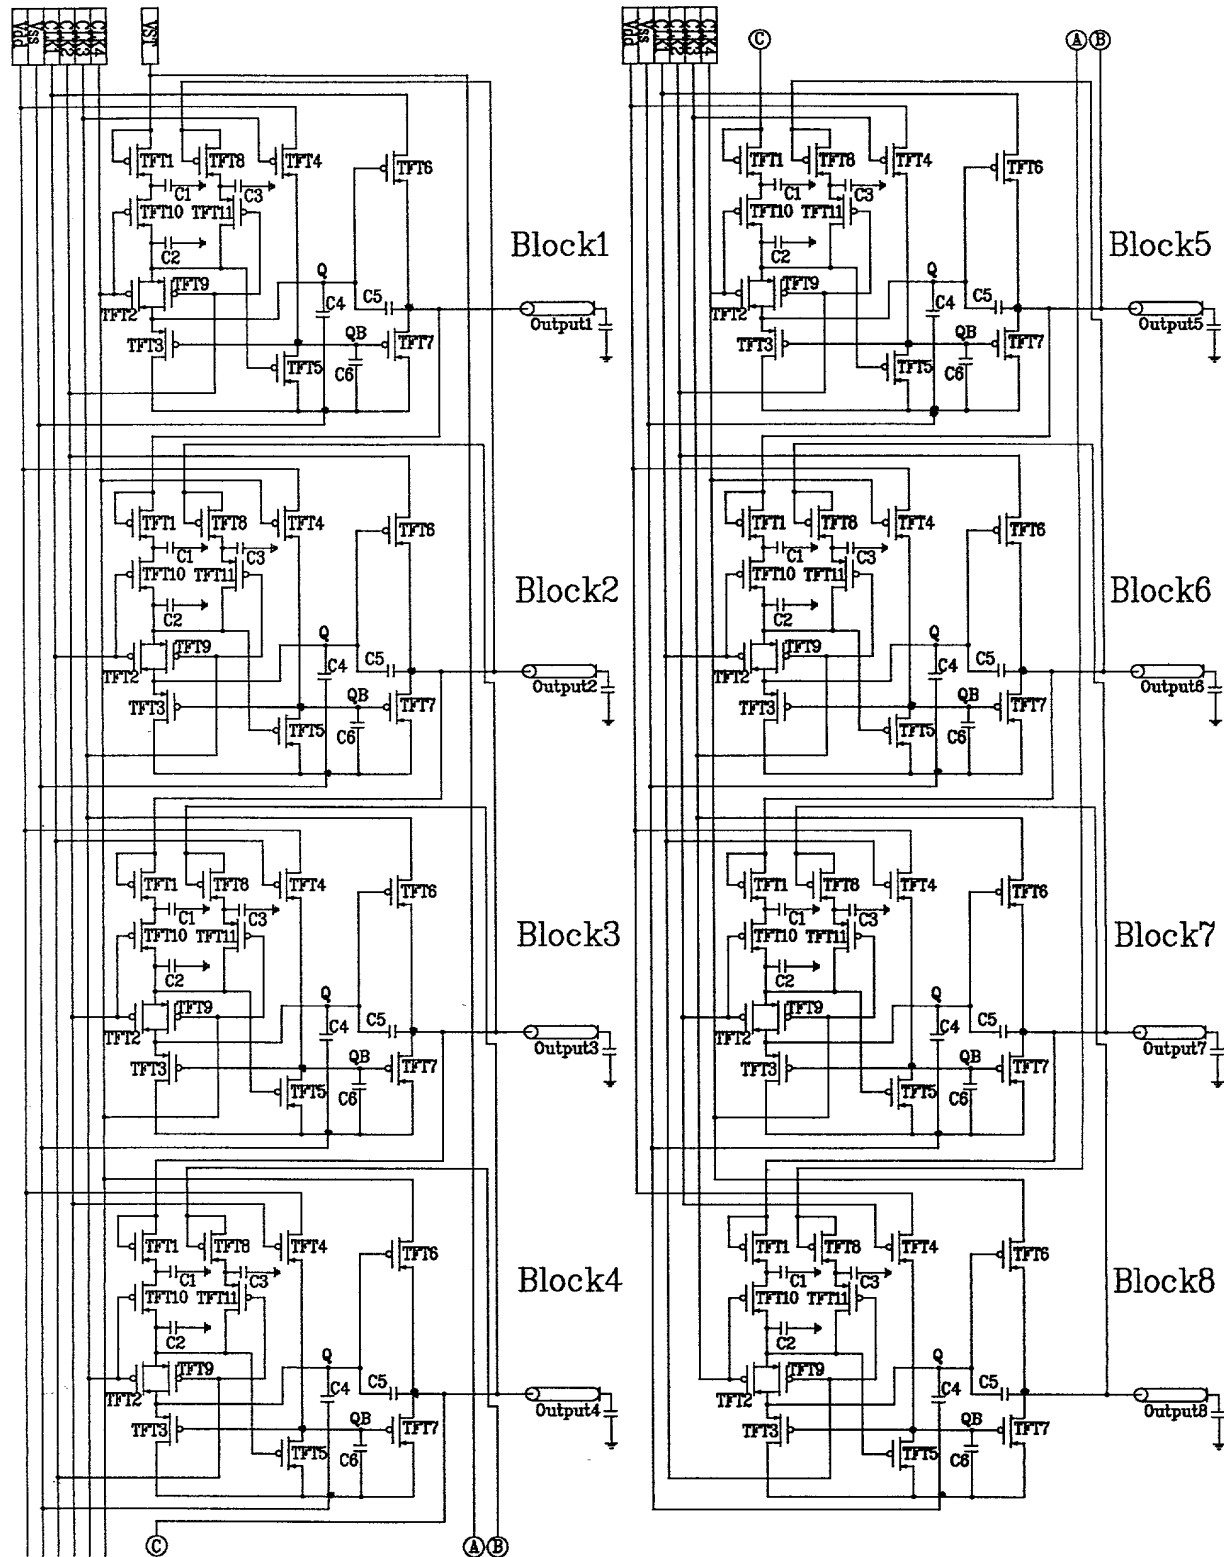 Vdd
Vss
CLK1
CLK2
CLK3
CLK4
VST
TFT1
TFT8
TFT4
TFT6
C1
C3
TFT10
TFT11
C2
Block1
Q
TFT9
C4
C5
TFT2
Output1
QB
TFT3
TFT7
TFT5
C6
TFT1
TFT8
TFT4
TFT6
C1
C3
TFT10
TFT11
C2
Block2
Q
TFT9
C4
C5
TFT2
Output2
QB
TFT3
TFT7
TFT5
C6
TFT1
TFT8
TFT4
TFT6
C1
C3
TFT10
TFT11
C2
Block3
Q
TFT9
C4
C5
TFT2
Output3
QB
TFT3
TFT7
TFT5
C6
TFT1
TFT8
TFT4
TFT6
C1
C3
TFT10
TFT11
C2
Block4
Q
TFT9
C4
C5
TFT2
Output4
QB
TFT3
TFT7
TFT5
C6
C
A
B
Vdd
Vss
CLK1
CLK2
CLK3
CLK4
C
A
B
TFT1
TFT8
TFT4
TFT6
C1
C3
TFT10
TFT11
C2
Block5
Q
TFT9
C4
C5
TFT2
Output5
QB
TFT3
TFT7
TFT5
C6
TFT1
TFT8
TFT4
TFT6
C1
C3
TFT10
TFT11
C2
Block6
Q
TFT9
C4
C5
TFT2
Output6
QB
TFT3
TFT7
TFT5
C6
TFT1
TFT8
TFT4
TFT6
C1
C3
TFT10
TFT11
C2
Block7
Q
TFT9
C4
C5
TFT2
Output7
QB
TFT3
TFT7
TFT5
C6
TFT1
TFT8
TFT4
TFT6
C1
C3
TFT10
TFT11
C2
Block8
Q
TFT9
C4
C5
TFT2
Output8
QB
TFT3
TFT7
TFT5
C6